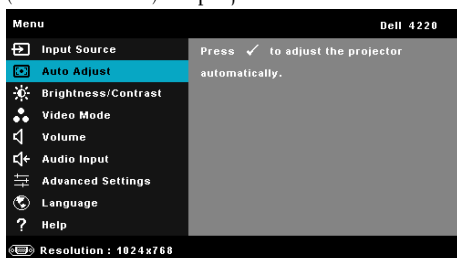 Menu
Dell 4220
Input Source
Auto Adjust
Brightness/Contrast
Video Mode
Volume
Audio Input
Advanced Settings
Language
? Help
Press ✓ to adjust the projector
automatically.
Resolution : 1024x768